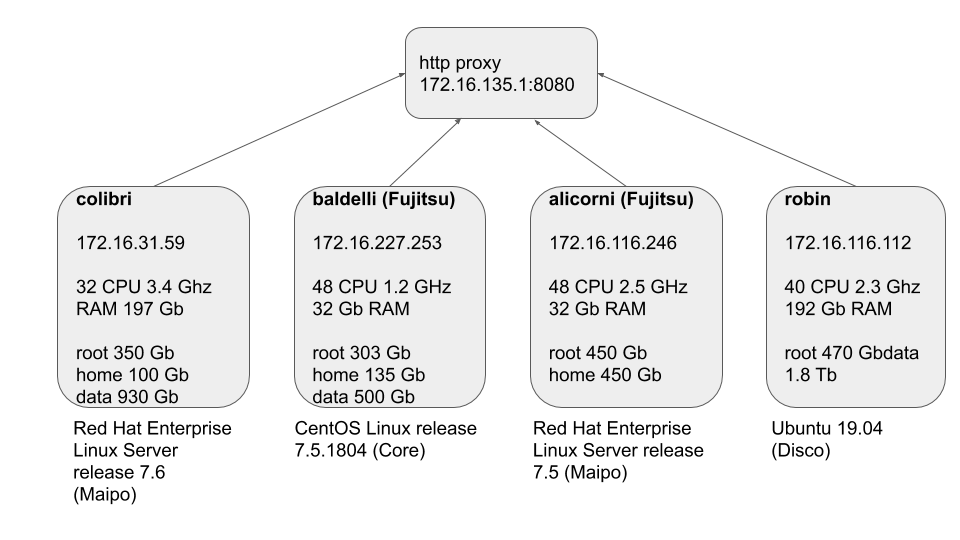 http proxy
172.16.135.1:8080
colibri
172.16.31.59
32 CPU 3.4 Ghz
RAM 197 Gb
root 350 Gb
home 100 Gb
data 930 Gb
Red Hat Enterprise
Linux Server
release 7.6
(Maipo)
baldelli (Fujitsu)
172.16.227.253
48 CPU 1.2 GHz
32 Gb RAM
root 303 Gb
home 135 Gb
data 500 Gb
CentOS Linux release
7.5.1804 (Core)
alicorni (Fujitsu)
172.16.116.246
48 CPU 2.5 GHz
32 Gb RAM
root 450 Gb
home 450 Gb
Red Hat Enterprise
Linux Server release
7.5 (Maipo)
robin
172.16.116.112
40 CPU 2.3 Ghz
192 Gb RAM
root 470 Gbdata
1.8 Tb
Ubuntu 19.04
(Disco)